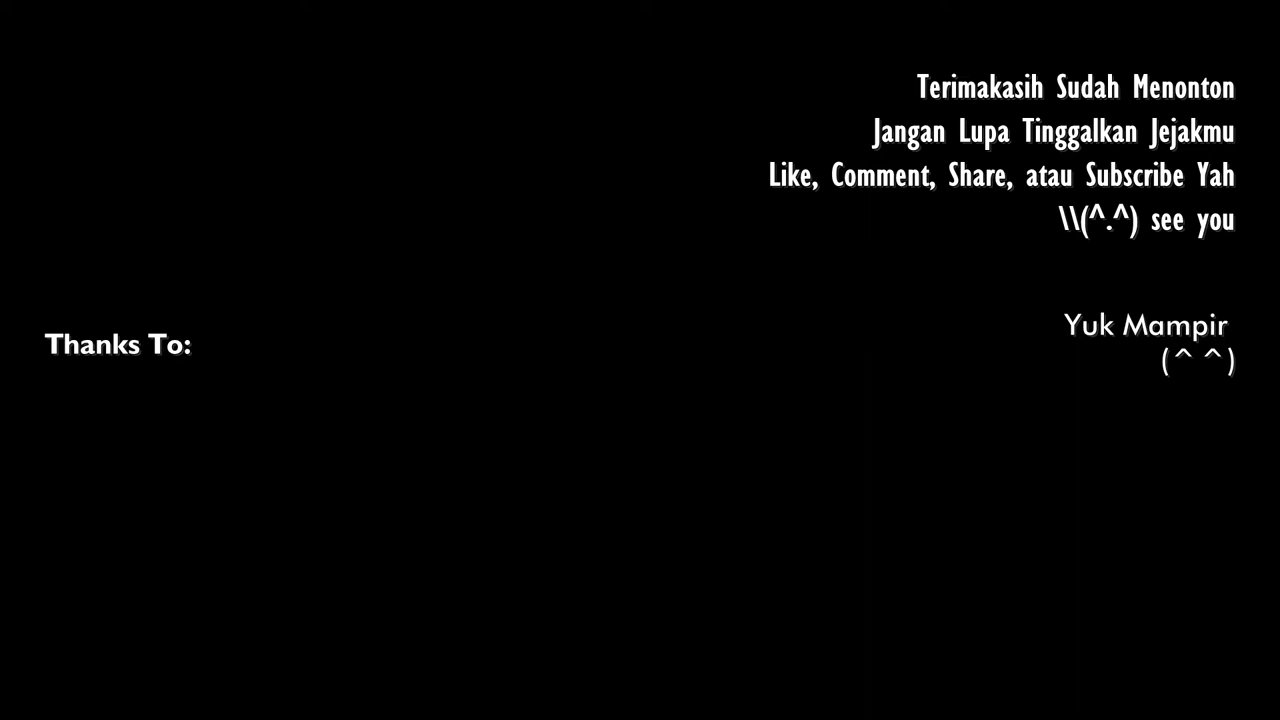 Terimakasih Sudah Menonton
Jangan Lupa Tinggalkan Jejakmu
Like, Comment, Share, atau Subscribe Yah
\\(^.^) see you
Yuk Mampir
(^ ^)
Thanks To: